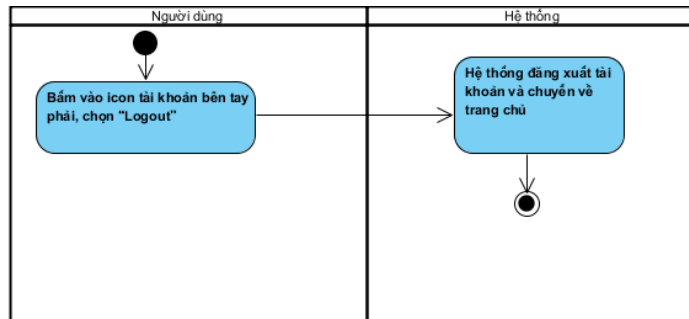 Người dùng
Hệ thống
Bấm vào icon tài khoản bên tay
phải, chọn "Logout"
Hệ thống đăng xuất tài
khoản và chuyển về
trang chủ